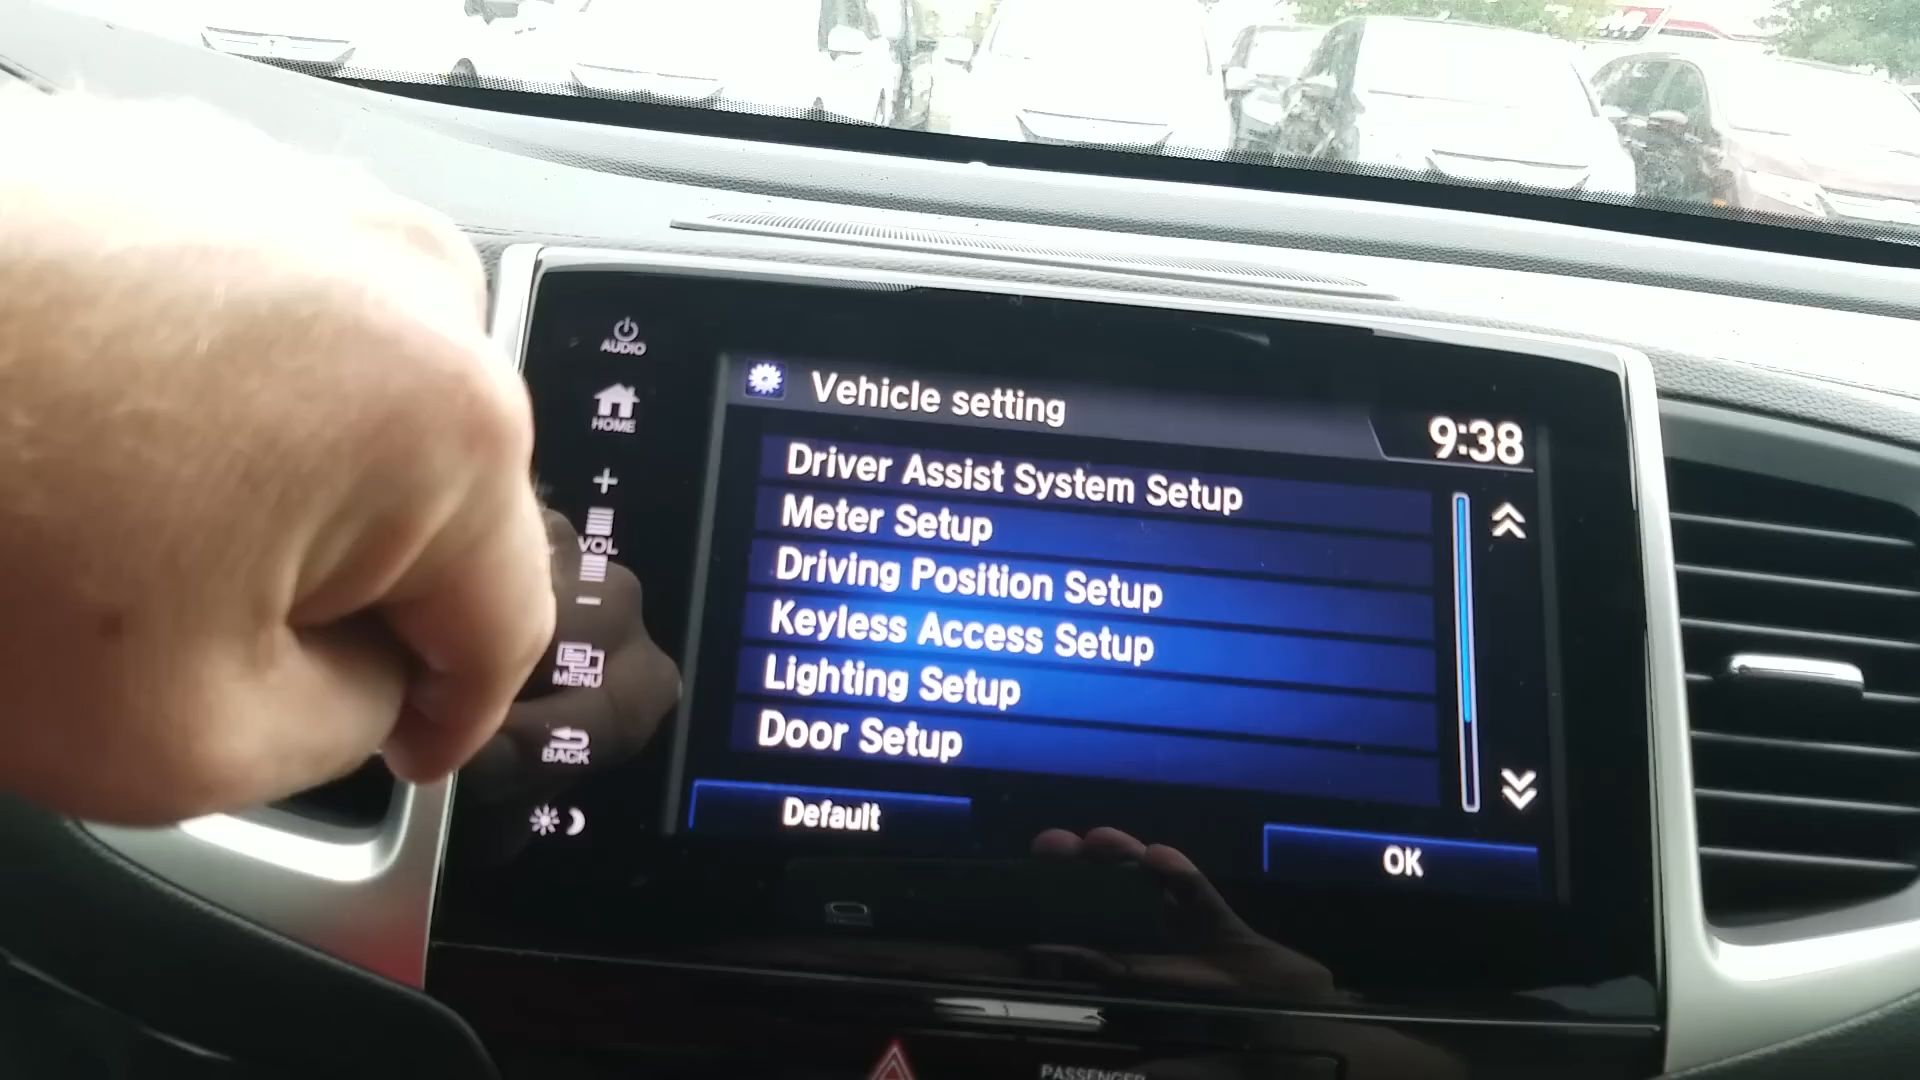 AUDIO
HOME
+
VOL
−
MENU
BACK
Vehicle setting
9:38
Driver Assist System Setup
Meter Setup
Driving Position Setup
Keyless Access Setup
Lighting Setup
Door Setup
Default
OK
PASSENGER